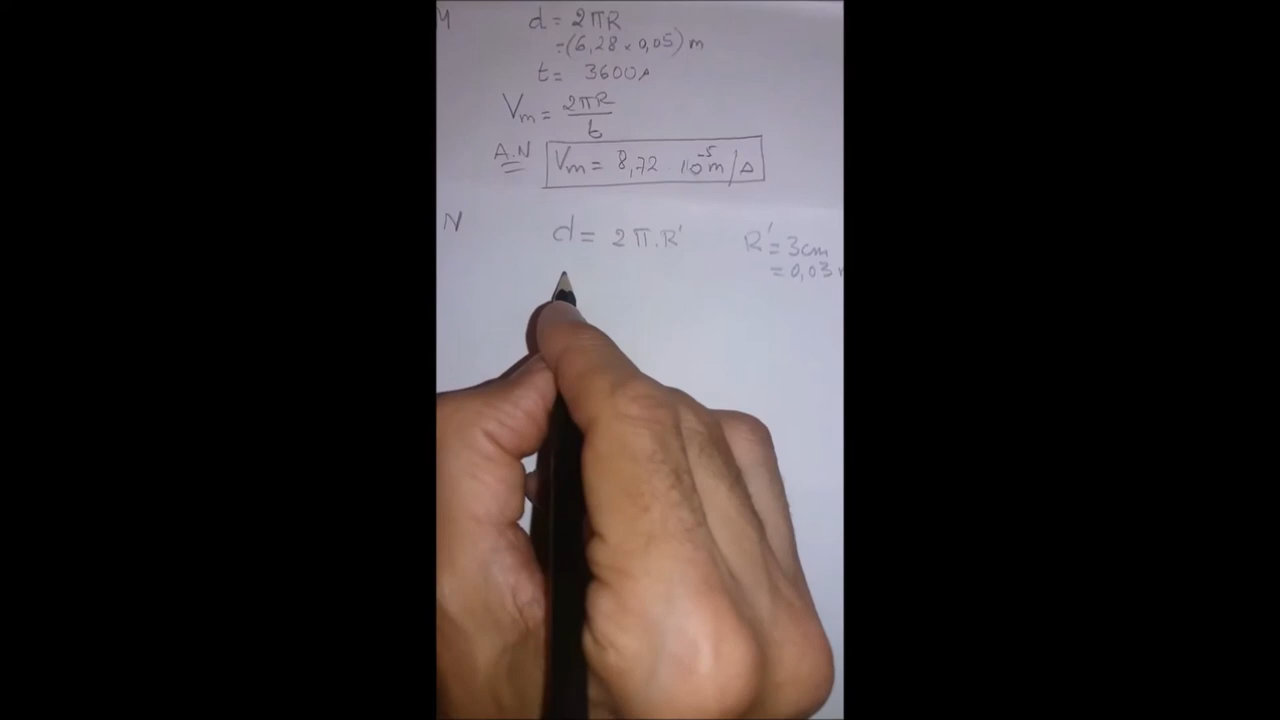 M
d = 2πR
=(6,28 × 0,05) m
t = 3600s
Vm = 2πR / t
A.N Vm = 8,72 10⁻⁵ m/s
N d = 2π.R' R' = 3cm
= 0,03 m